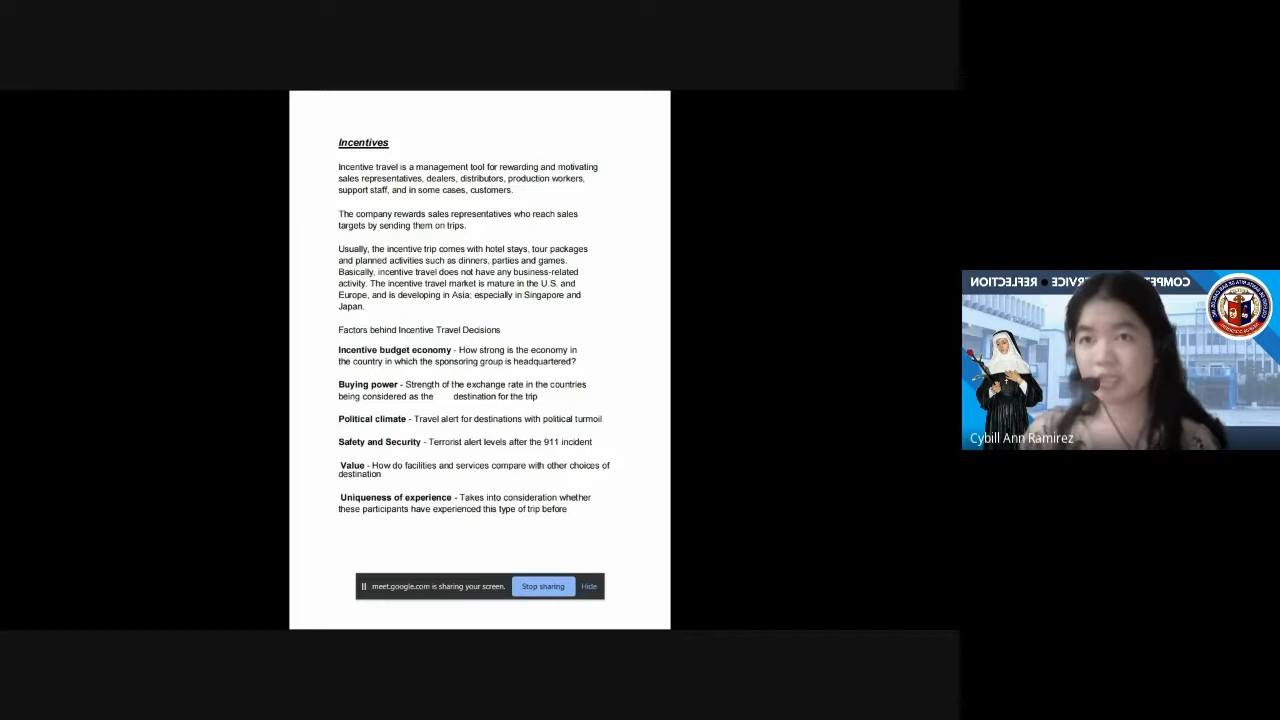 Incentives
Incentive travel is a management tool for rewarding and motivating
sales representatives, dealers, distributors, production workers,
support staff, and in some cases, customers.
The company rewards sales representatives who reach sales
targets by sending them on trips.
Usually, the incentive trip comes with hotel stays, tour packages
and planned activities such as dinners, parties and games.
Basically, incentive travel does not have any business-related
activity. The incentive travel market is mature in the U.S. and
Europe, and is developing in Asia; especially in Singapore and
Japan.
Factors behind Incentive Travel Decisions
Incentive budget economy - How strong is the economy in
the country in which the sponsoring group is headquartered?
Buying power - Strength of the exchange rate in the countries
being considered as the destination for the trip
Political climate - Travel alert for destinations with political turmoil
Safety and Security - Terrorist alert levels after the 911 incident
Value - How do facilities and services compare with other choices of
destination
Uniqueness of experience - Takes into consideration whether
these participants have experienced this type of trip before
meet.google.com is sharing your screen. Stop sharing Hide
REFLECTION
Cybill Ann Ramirez